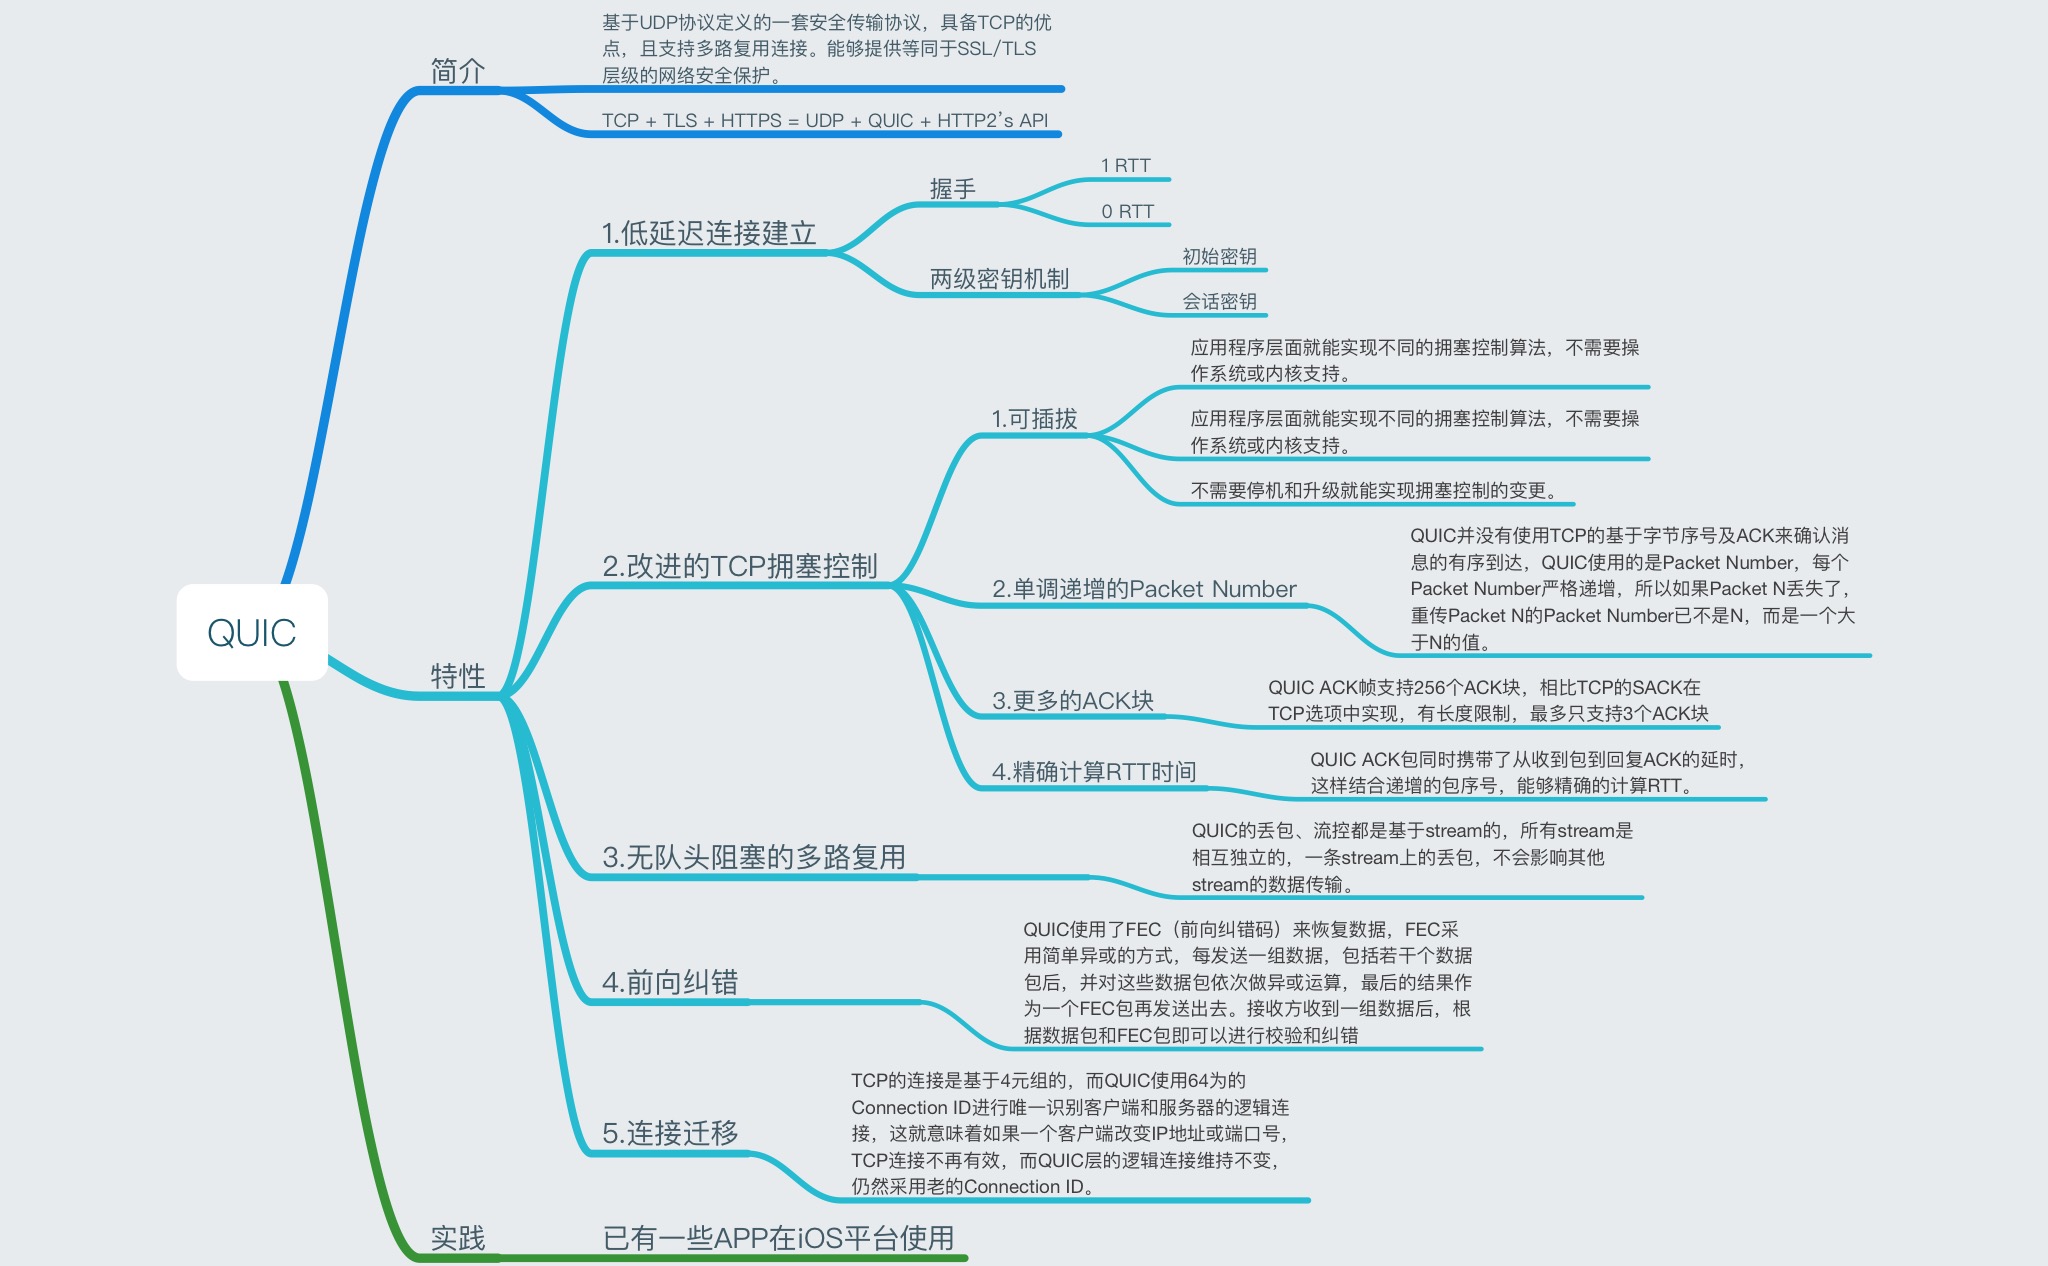 QUIC
简介
基于UDP协议定义的一套安全传输协议，具备TCP的优
点，且支持多路复用连接。能够提供等同于SSL/TLS
层级的网络安全保护。
TCP + TLS + HTTPS = UDP + QUIC + HTTP2’s API
特性
1.低延迟连接建立
握手
1 RTT
0 RTT
两级密钥机制
初始密钥
会话密钥
2.改进的TCP拥塞控制
1.可插拔
应用程序层面就能实现不同的拥塞控制算法，不需要操
作系统或内核支持。
应用程序层面就能实现不同的拥塞控制算法，不需要操
作系统或内核支持。
不需要停机和升级就能实现拥塞控制的变更。
2.单调递增的Packet Number
QUIC并没有使用TCP的基于字节序号及ACK来确认消
息的有序到达，QUIC使用的是Packet Number，每个
Packet Number严格递增，所以如果Packet N丢失了，
重传Packet N的Packet Number已不是N，而是一个大
于N的值。
3.更多的ACK块
QUIC ACK帧支持256个ACK块，相比TCP的SACK在
TCP选项中实现，有长度限制，最多只支持3个ACK块
4.精确计算RTT时间
QUIC ACK包同时携带了从收到包到回复ACK的延时，
这样结合递增的包序号，能够精确的计算RTT。
3.无队头阻塞的多路复用
QUIC的丢包、流控都是基于stream的，所有stream是
相互独立的，一条stream上的丢包，不会影响其他
stream的数据传输。
4.前向纠错
QUIC使用了FEC（前向纠错码）来恢复数据，FEC采
用简单异或的方式，每发送一组数据，包括若干个数据
包后，并对这些数据包依次做异或运算，最后的结果作
为一个FEC包再发送出去。接收方收到一组数据后，根
据数据包和FEC包即可以进行校验和纠错
5.连接迁移
TCP的连接是基于4元组的，而QUIC使用64为的
Connection ID进行唯一识别客户端和服务器的逻辑连
接，这就意味着如果一个客户端改变IP地址或端口号，
TCP连接不再有效，而QUIC层的逻辑连接维持不变，
仍然采用老的Connection ID。
实践
已有一些APP在iOS平台使用